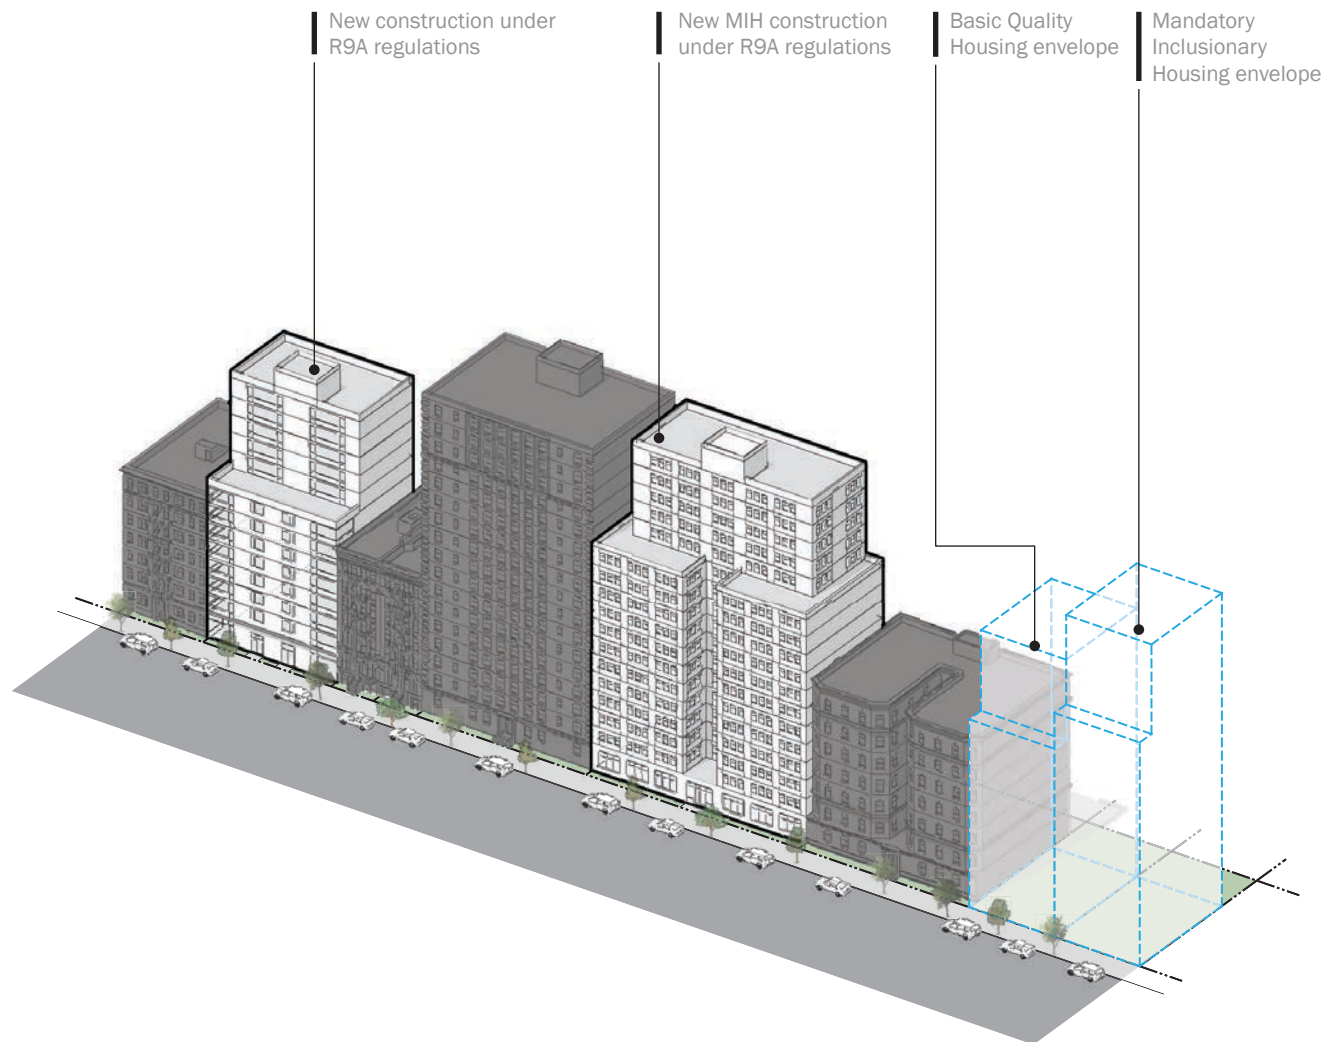 New construction under
R9A regulations
New MIH construction
under R9A regulations
Basic Quality
Housing envelope
Mandatory
Inclusionary
Housing envelope